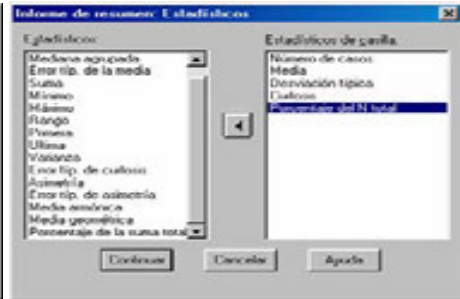 Informe de resumen: Estadísticos
Estadísticos:
Mediana agrupada
Error típ. de la media
Suma
Mínimo
Máximo
Rango
Primera
Última
Varianza
Error típ. de curtosis
Asimetría
Error típ. de asimetría
Media armónica
Media geométrica
Porcentaje de la suma total
Estadísticos de casilla:
Número de casos
Media
Desviación típica
Curtosis
Porcentaje del N total
Continuar
Cancelar
Ayuda